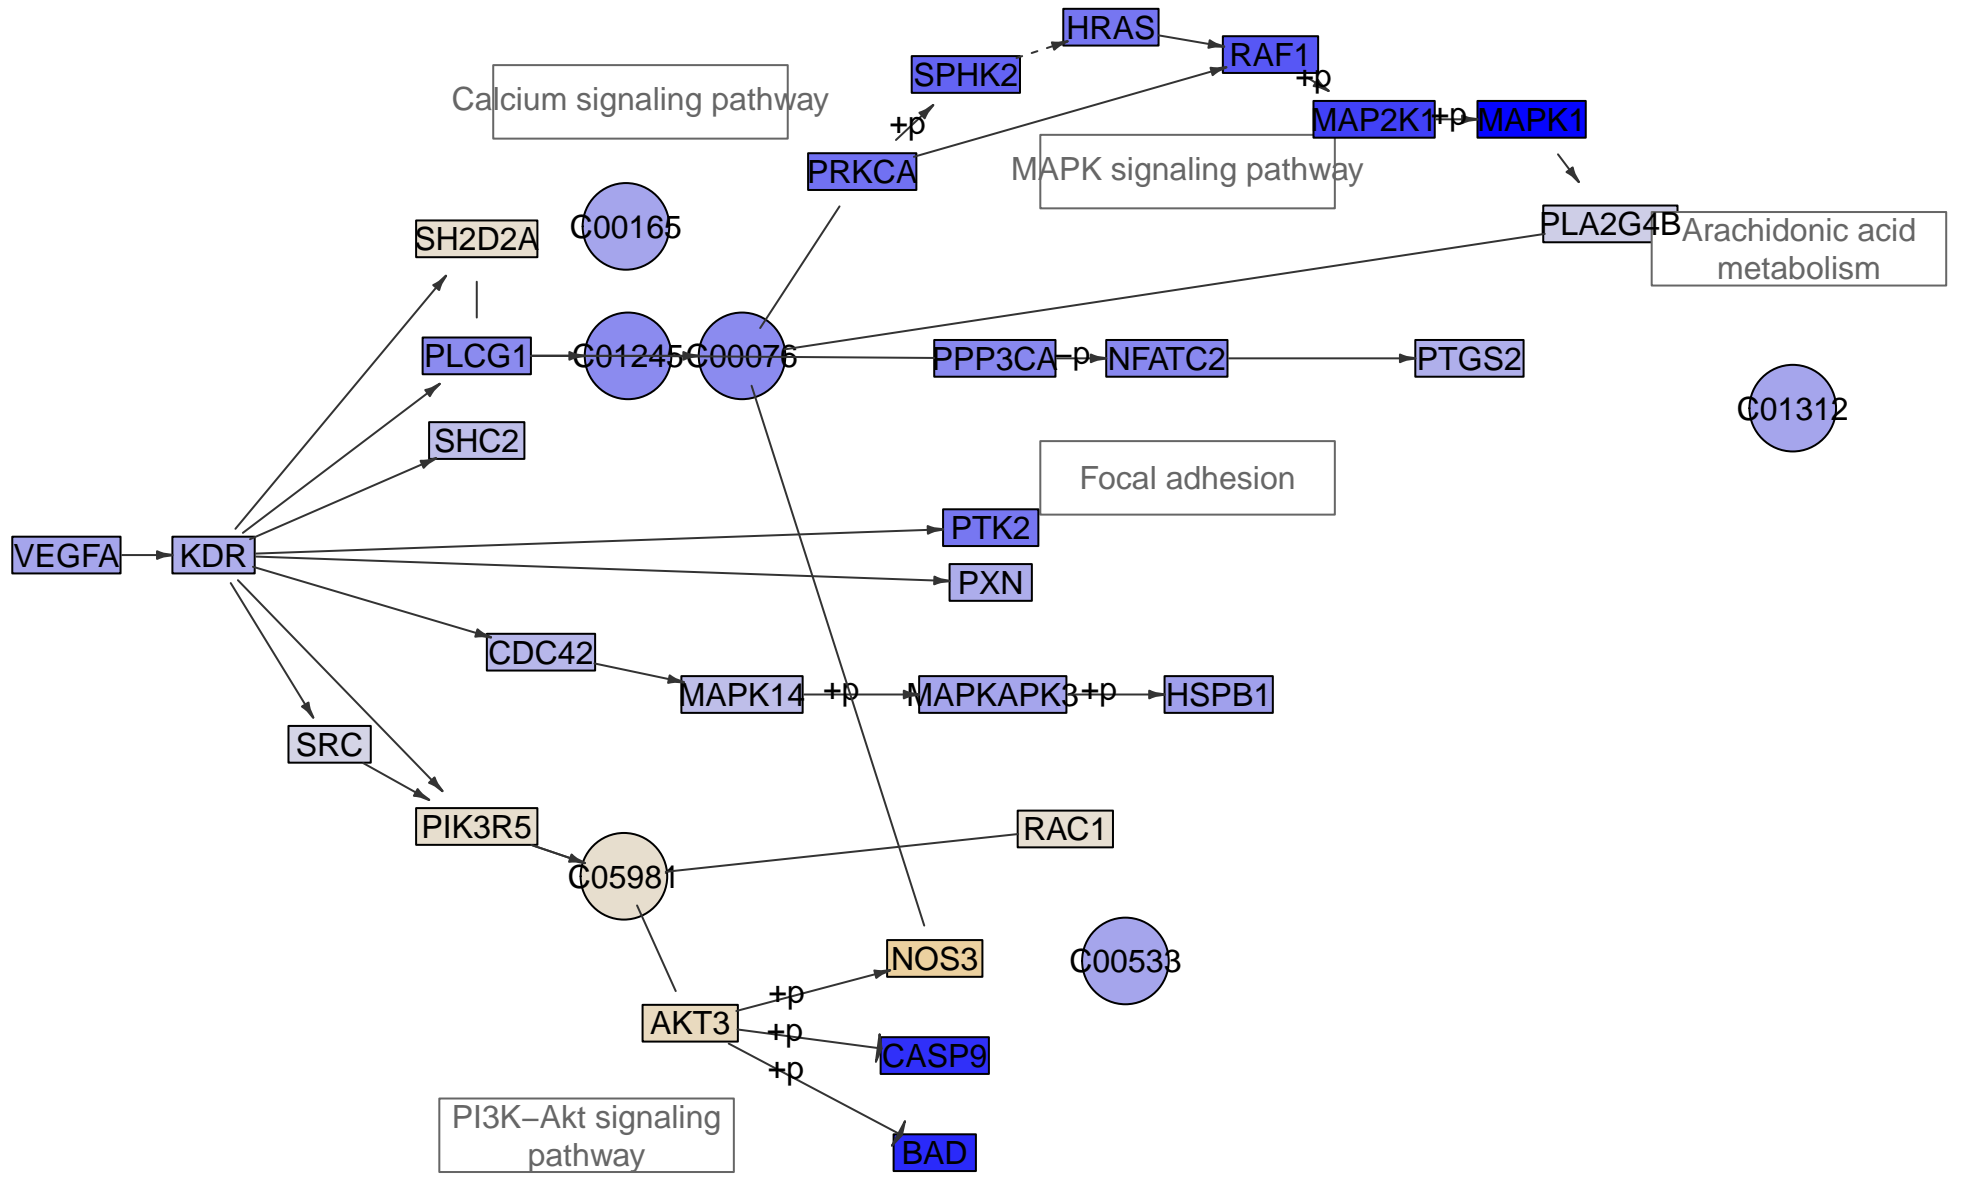 HRAS
RAF1
SPHK2
+p
Calcium signaling pathway
+p
MAP2K1
+p
MAPK1
PRKCA
MAPK signaling pathway
C00165
SH2D2A
PLA2G4B
Arachidonic acid
metabolism
PLCG1
C01245
C00076
PPP3CA
−p
NFATC2
PTGS2
C01312
SHC2
Focal adhesion
PTK2
VEGFA
KDR
PXN
CDC42
MAPK14
+p
MAPKAPK3
+p
HSPB1
SRC
PIK3R5
RAC1
C05981
NOS3
C00533
+p
AKT3
+p
CASP9
+p
PI3K−Akt signaling
pathway
BAD